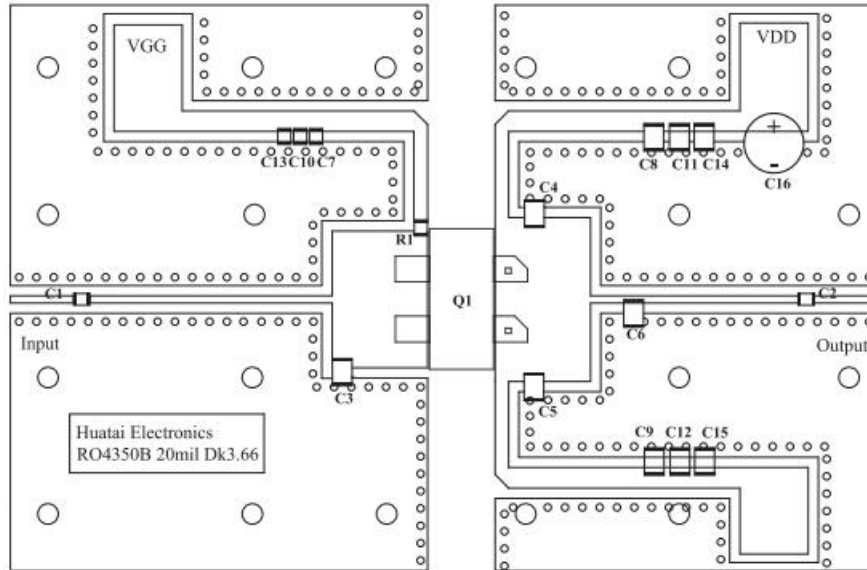 VGG
VDD
C13 C10 C7
C8 C11 C14
+
-
C16
C4
R1
C1
Q1
C2
C6
Input
Output
C3
C5
Huatai Electronics
RO4350B 20mil Dk3.66
C9 C12 C15